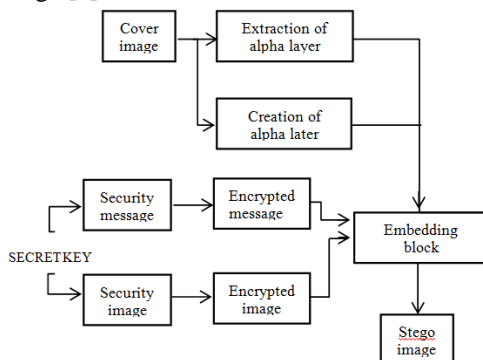 Cover
image
Extraction of
alpha layer
Creation of
alpha later
Security
message
Encrypted
message
Embedding
block
SECRETKEY
Security
image
Encrypted
image
Stego
image